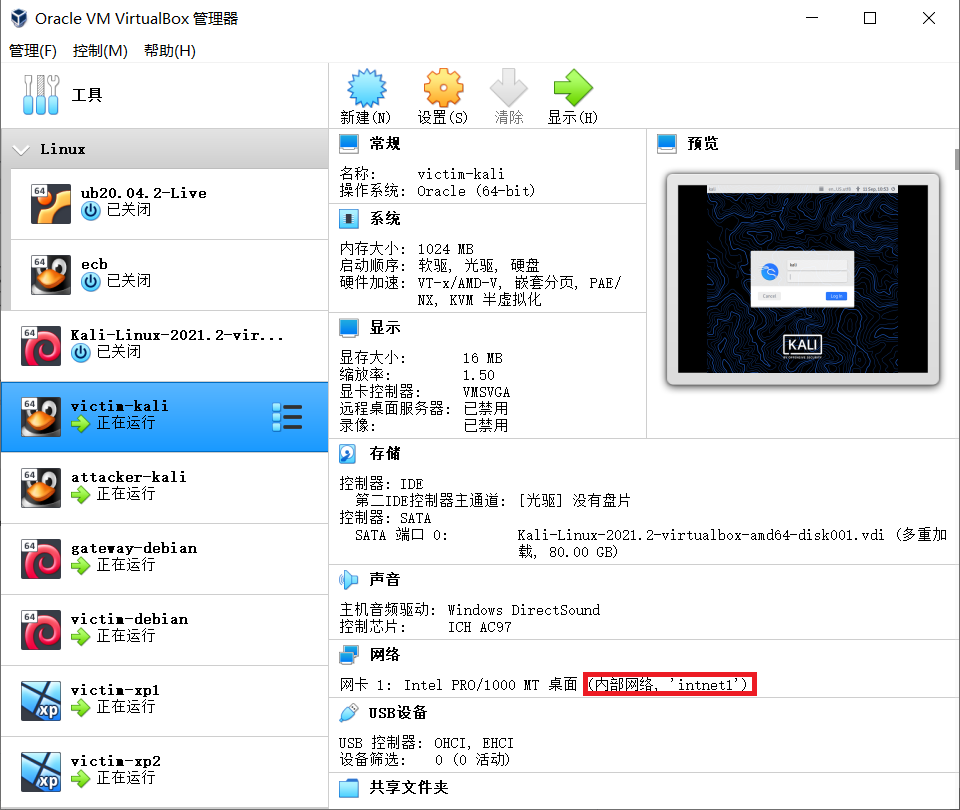 Oracle VM VirtualBox 管理器
管理(F) 控制(M) 帮助(H)
工具
新建(N) 设置(S) 清除 显示(H)
Linux
64
ub20.04.2-Live
已关闭
64
ecb
已关闭
64
Kali-Linux-2021.2-vir...
已关闭
64
victim-kali
正在运行
64
attacker-kali
正在运行
64
gateway-debian
正在运行
64
victim-debian
正在运行
xp
victim-xp1
正在运行
xp
victim-xp2
正在运行
常规
名称: victim-kali
操作系统: Oracle (64-bit)
系统
内存大小: 1024 MB
启动顺序: 软驱, 光驱, 硬盘
硬件加速: VT-x/AMD-V, 嵌套分页, PAE/
NX, KVM 半虚拟化
显示
显存大小: 16 MB
缩放率: 1.50
显卡控制器: VMSVGA
远程桌面服务器: 已禁用
录像: 已禁用
预览
kali
kali
Cancel Log In
KALI
存储
控制器: IDE
第二IDE控制器主通道: [光驱] 没有盘片
控制器: SATA
SATA 端口 0: Kali-Linux-2021.2-virtualbox-amd64-disk001.vdi (多重加
载, 80.00 GB)
声音
主机音频驱动: Windows DirectSound
控制芯片: ICH AC97
网络
网卡 1: Intel PRO/1000 MT 桌面 (内部网络, 'intnet1')
USB设备
USB 控制器: OHCI, EHCI
设备筛选: 0 (0 活动)
共享文件夹